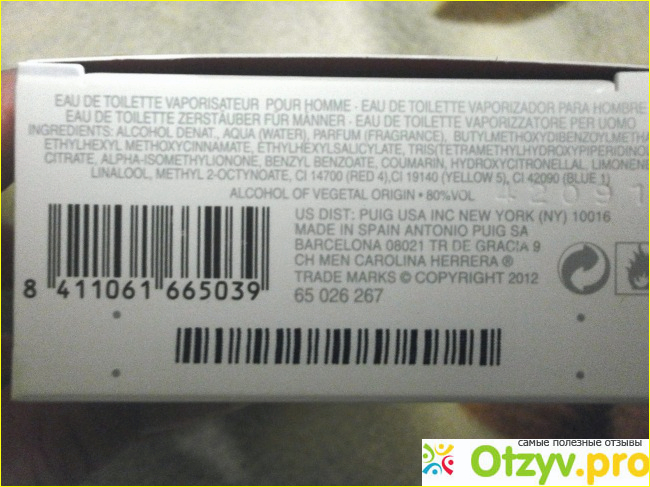 EAU DE TOILETTE VAPORISATEUR POUR HOMME · EAU DE TOILETTE VAPORIZADOR PARA HOMBRE
EAU DE TOILETTE ZERSTÄUBER FÜR MÄNNER · EAU DE TOILETTE VAPORIZZATORE PER UOMO
INGREDIENTS: ALCOHOL DENAT., AQUA (WATER), PARFUM (FRAGRANCE), BUTYLMETHOXYDIBENZOYLMETHA
ETHYLHEXYL METHOXYCINNAMATE, ETHYLHEXYLSALICYLATE, TRIS(TETRAMETHYLHYDROXYPIPERIDINO
CITRATE, ALPHA-ISOMETHYLIONONE, BENZYL BENZOATE, COUMARIN, HYDROXYCITRONELLAL, LIMONENE
LINALOOL, METHYL 2-OCTYNOATE, CI 14700 (RED 4), CI 19140 (YELLOW 5), CI 42090 (BLUE 1)
ALCOHOL OF VEGETAL ORIGIN · 80%VOL
42091
US DIST: PUIG USA INC NEW YORK (NY) 10016
MADE IN SPAIN ANTONIO PUIG SA
BARCELONA 08021 TR DE GRACIA 9
CH MEN CAROLINA HERRERA ®
TRADE MARKS © COPYRIGHT 2012
65 026 267
8 411061 665039
самые полезные отзывы
Otzyv.pro